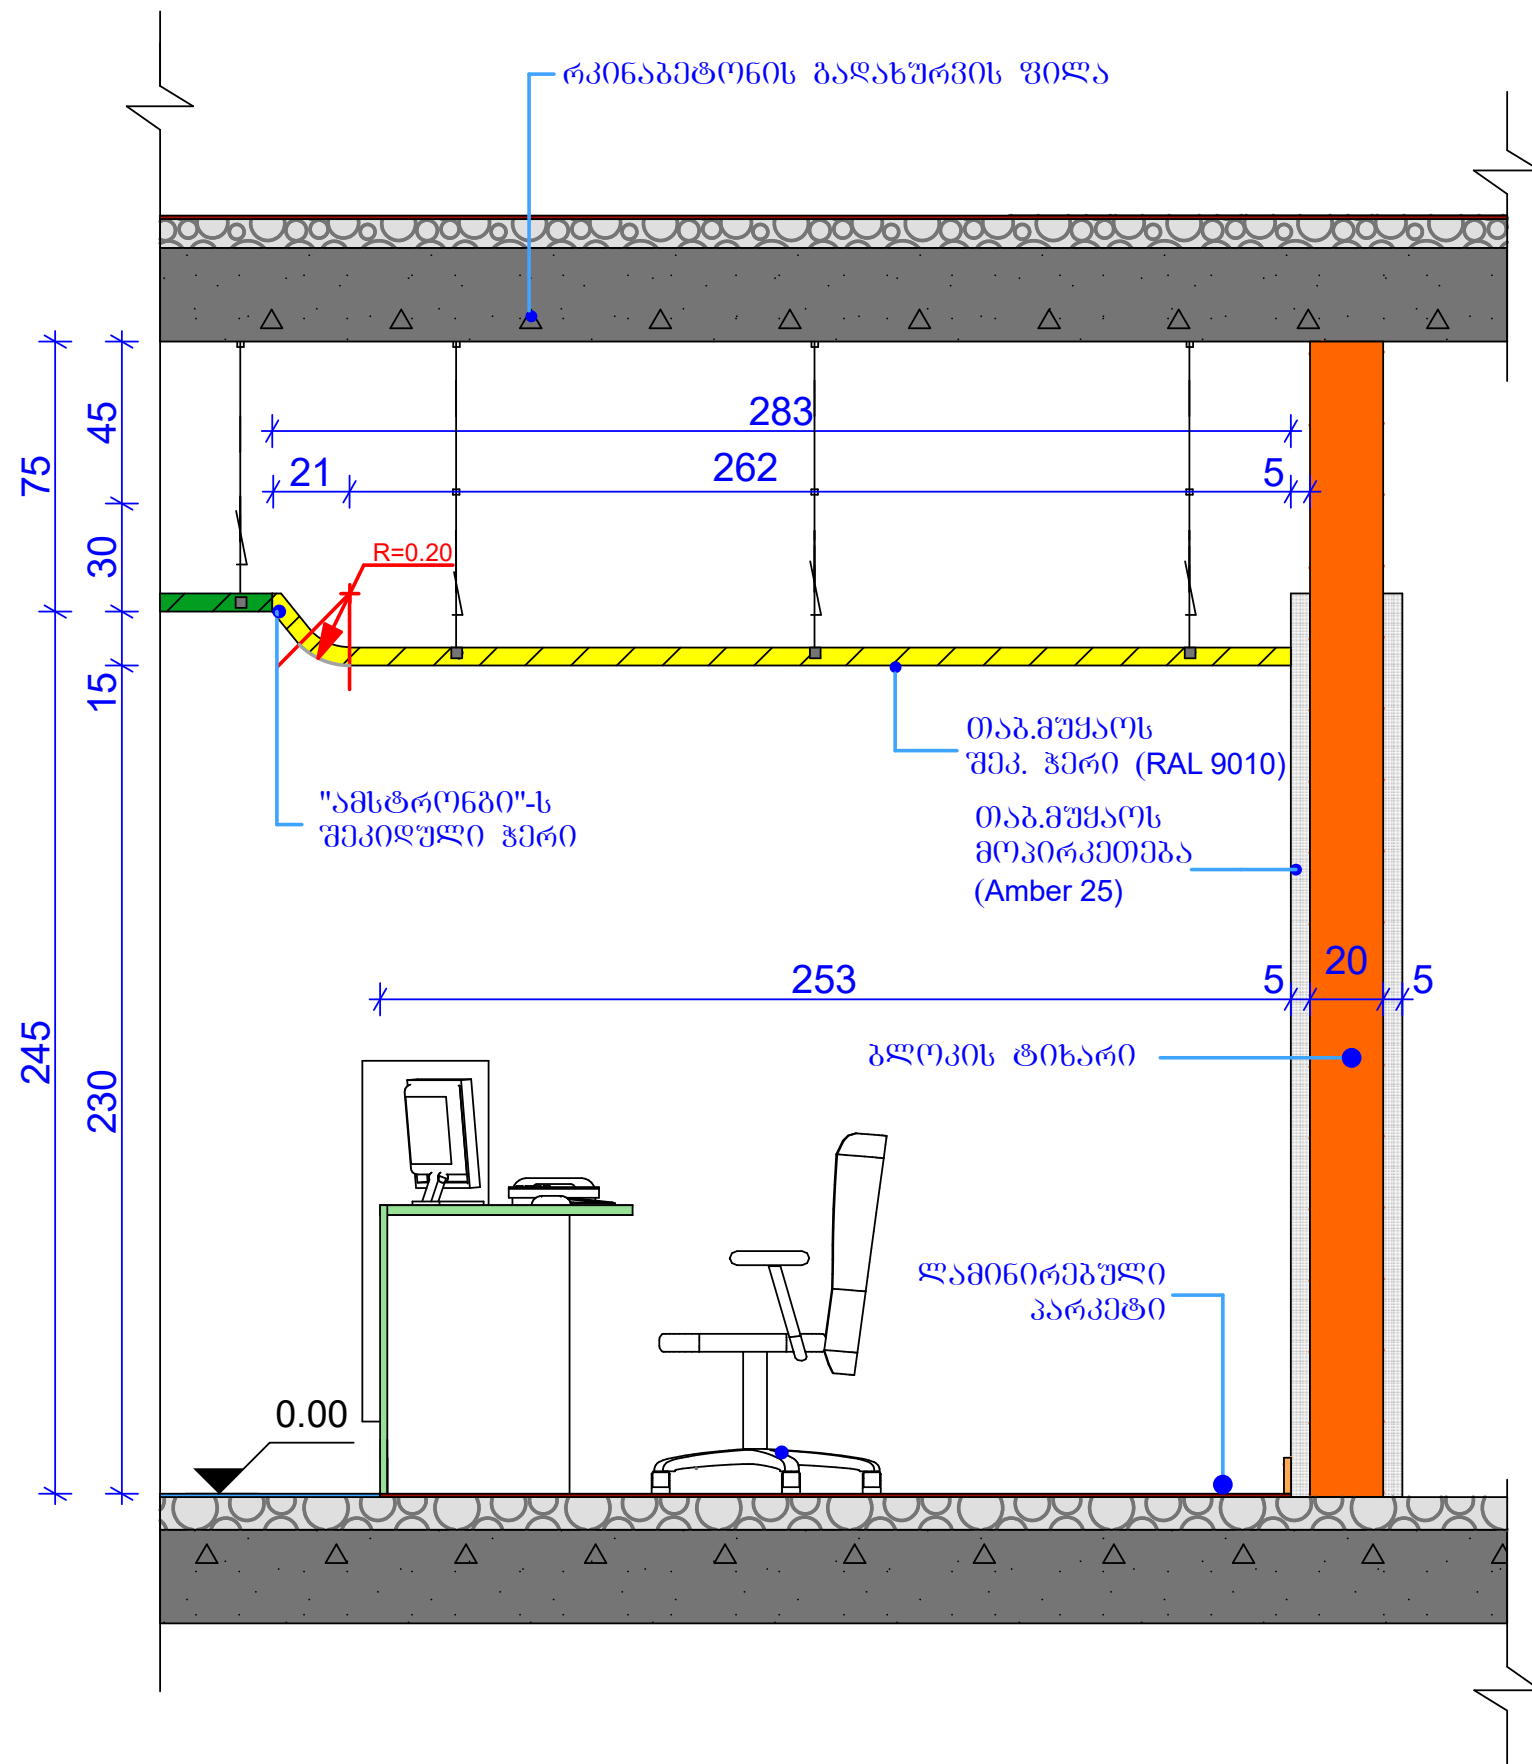 რკინაბეტონის გადახურვის ფილა
283
21
262
5
45
75
30
R=0.20
15
თაბ.მუყაოს
შეკ. ჭერი (RAL 9010)
"ამსტრონგი"-ს
შეკიდული ჭერი
თაბ.მუყაოს
მოპირკეთება
(Amber 25)
253
5
20
5
ბლოკის ტიხარი
245
230
ლამინირებული
პარკეტი
0.00